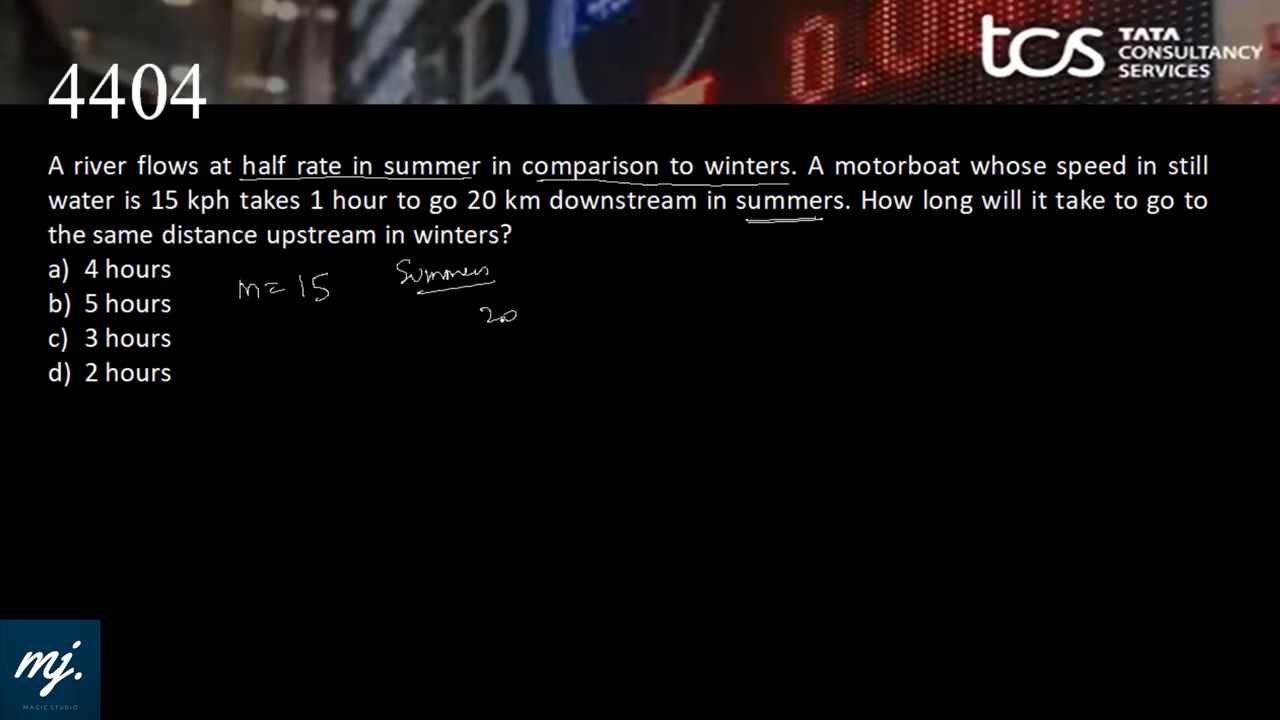 tcs TATA
CONSULTANCY
SERVICES
4404
A river flows at half rate in summer in comparison to winters. A motorboat whose speed in still
water is 15 kph takes 1 hour to go 20 km downstream in summers. How long will it take to go to
the same distance upstream in winters?
a) 4 hours
b) 5 hours
c) 3 hours
d) 2 hours
m = 15
Summers
20
mj.
MAGIC STUDIO